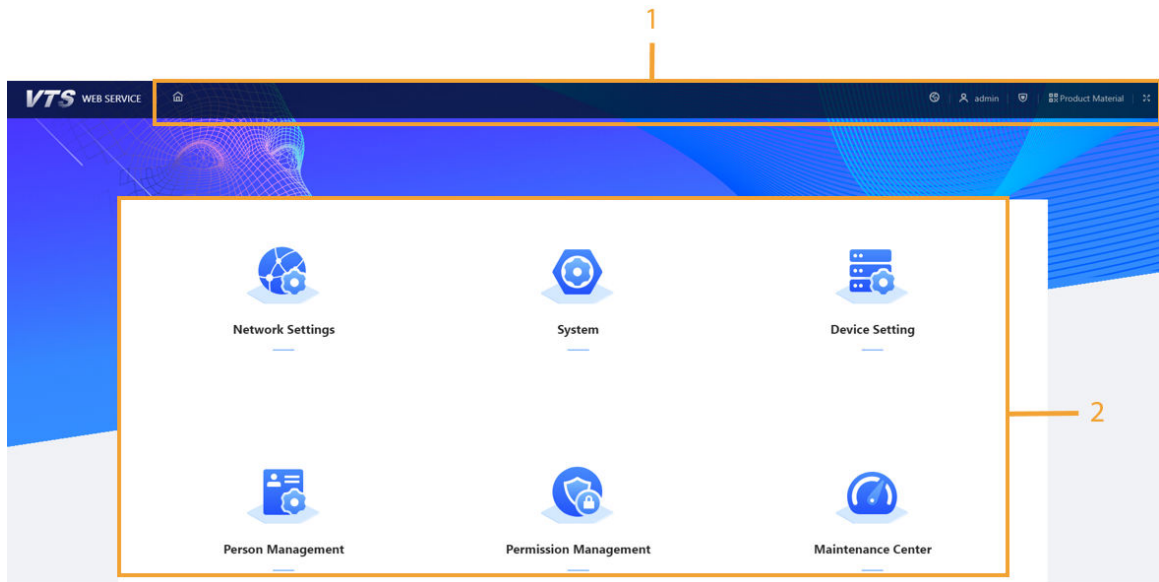 1
VTS WEB SERVICE
admin
Product Material
Network Settings
System
Device Setting
2
Person Management
Permission Management
Maintenance Center